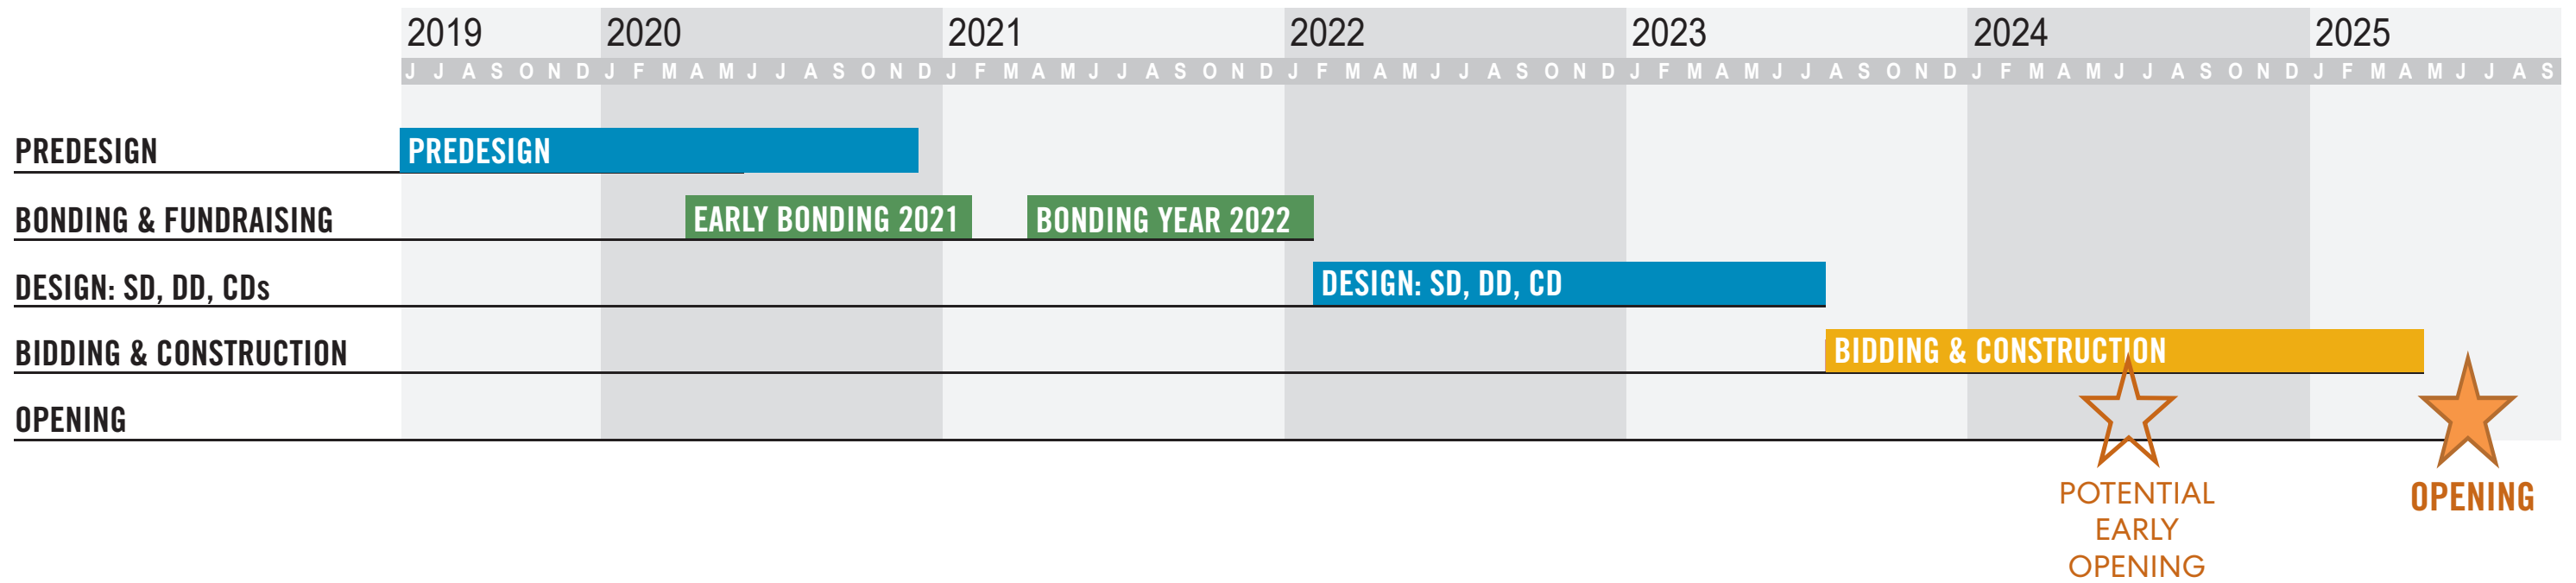 2019 2020 2021 2022 2023 2024 2025
J J A S O N D J F M A M J J A S O N D J F M A M J J A S O N D J F M A M J J A S O N D J F M A M J J A S O N D J F M A M J J A S O N D J F M A M J J A S
PREDESIGN PREDESIGN
BONDING & FUNDRAISING EARLY BONDING 2021 BONDING YEAR 2022
DESIGN: SD, DD, CDs DESIGN: SD, DD, CD
BIDDING & CONSTRUCTION BIDDING & CONSTRUCTION
OPENING
POTENTIAL OPENING
EARLY
OPENING